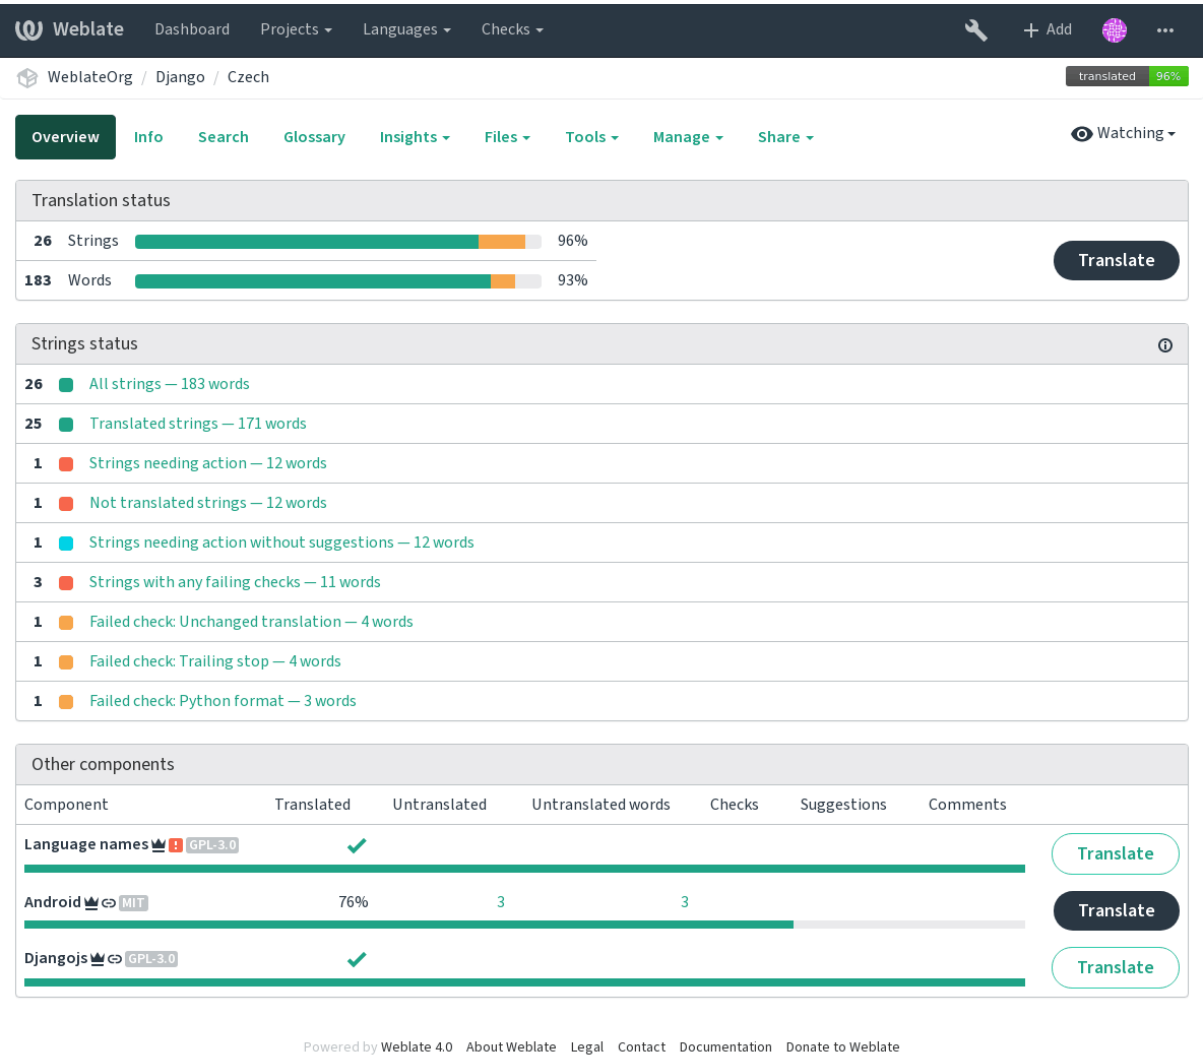 Weblate Dashboard Projects Languages Checks Add
WeblateOrg / Django / Czech translated 96%
Overview Info Search Glossary Insights Files Tools Manage Share Watching
Translation status
26 Strings 96%
Translate
183 Words 93%
Strings status
26 All strings — 183 words
25 Translated strings — 171 words
1 Strings needing action — 12 words
1 Not translated strings — 12 words
1 Strings needing action without suggestions — 12 words
3 Strings with any failing checks — 11 words
1 Failed check: Unchanged translation — 4 words
1 Failed check: Trailing stop — 4 words
1 Failed check: Python format — 3 words
Other components
Component Translated Untranslated Untranslated words Checks Suggestions Comments
Language names GPL-3.0 Translate
Android MIT 76% 3 3 Translate
Djangojs GPL-3.0 Translate
Powered by Weblate 4.0 About Weblate Legal Contact Documentation Donate to Weblate